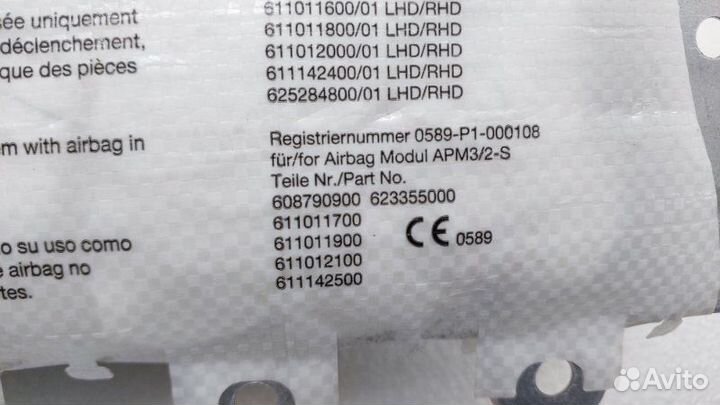 sée uniquement
déclenchement,
que des pièces
m with airbag in
o su uso como
e airbag no
tes.
611011600/01 LHD/RHD
611011800/01 LHD/RHD
611012000/01 LHD/RHD
611142400/01 LHD/RHD
625284800/01 LHD/RHD
Registriernummer 0589-P1-000108
für/for Airbag Modul APM3/2-S
Teile Nr./Part No.
608790900 623355000
611011700
611011900
611012100
611142500
CE 0589
Avito